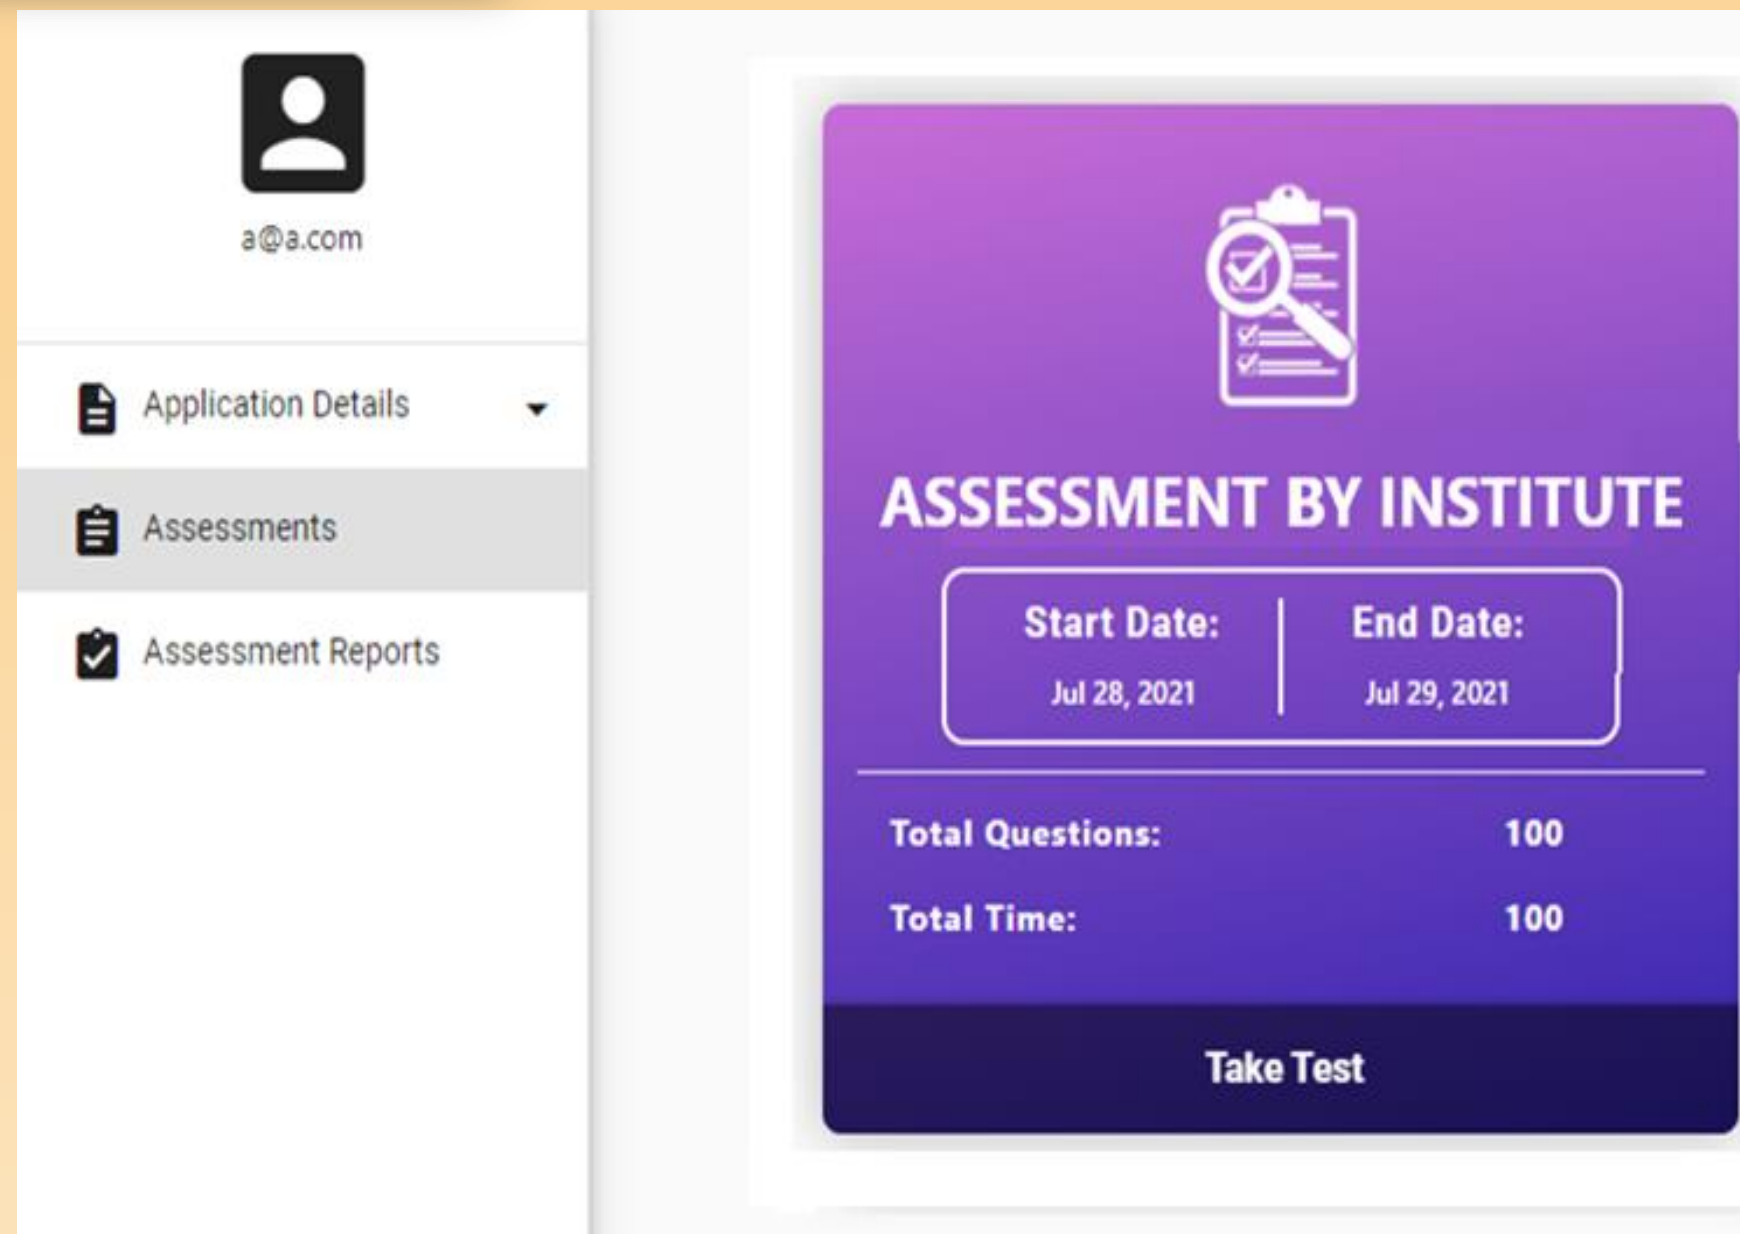 a@a.com
Application Details
Assessments
Assessment Reports
ASSESSMENT BY INSTITUTE
Start Date: End Date:
Jul 28, 2021 Jul 29, 2021
Total Questions: 100
Total Time: 100
Take Test